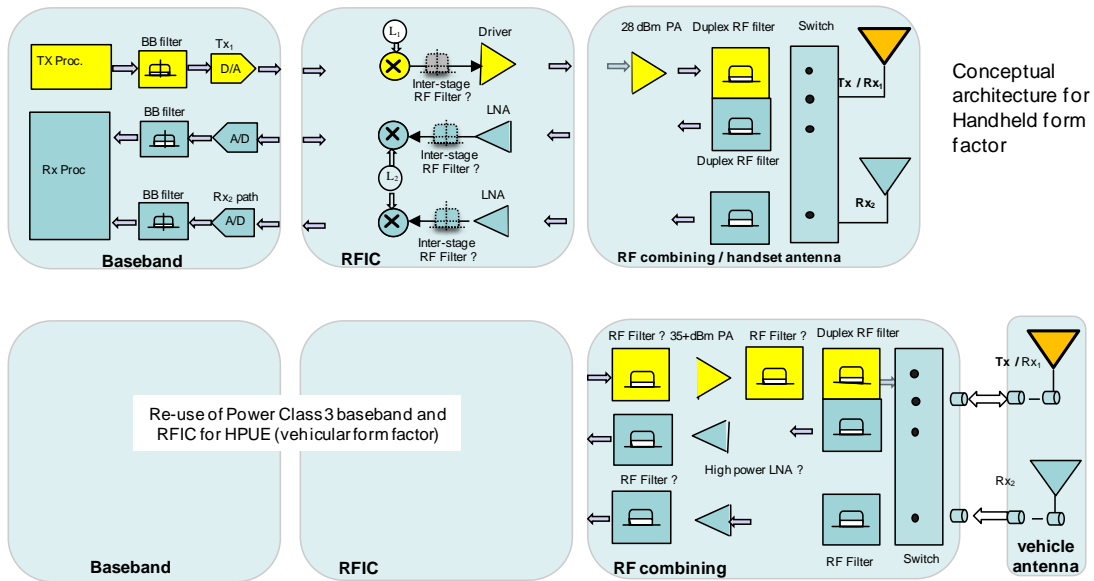 28 dBm PA
Duplex RF filter
Switch
L1
BB filter
Tx1
Driver
TX Proc.
D/A
Inter-stage
RF Filter ?
Tx / Rx1
LNA
BB filter
Rx Proc
A/D
Inter-stage
RF Filter ?
Duplex RF filter
L2
BB filter
Rx2 path
LNA
A/D
Rx2
Inter-stage
RF Filter ?
Baseband
RFIC
RF combining / handset antenna
Conceptual
architecture for
Handheld form
factor
RF Filter ?
35+dBm PA
RF Filter ?
Duplex RF filter
Tx / Rx1
Re-use of Power Class 3 baseband and
RFIC for HPUE (vehicular form factor)
High power LNA ?
RF Filter ?
Rx2
RF Filter
Switch
Baseband
RFIC
RF combining
vehicle
antenna